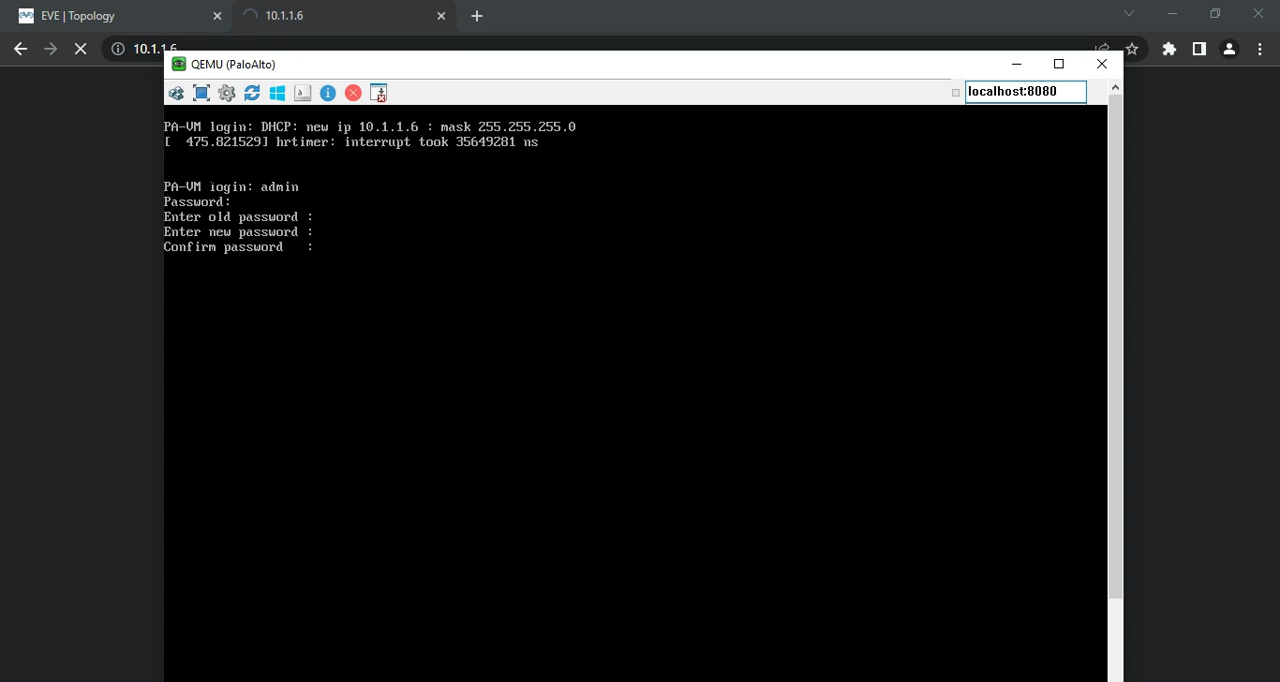 EVE | Topology
10.1.1.6
10.1.1.6
QEMU (PaloAlto)
localhost:8080
PA-VM login: DHCP: new ip 10.1.1.6 : mask 255.255.255.0
[  475.821529] hrtimer: interrupt took 35649281 ns
PA-VM login: admin
Password:
Enter old password :
Enter new password :
Confirm password   :